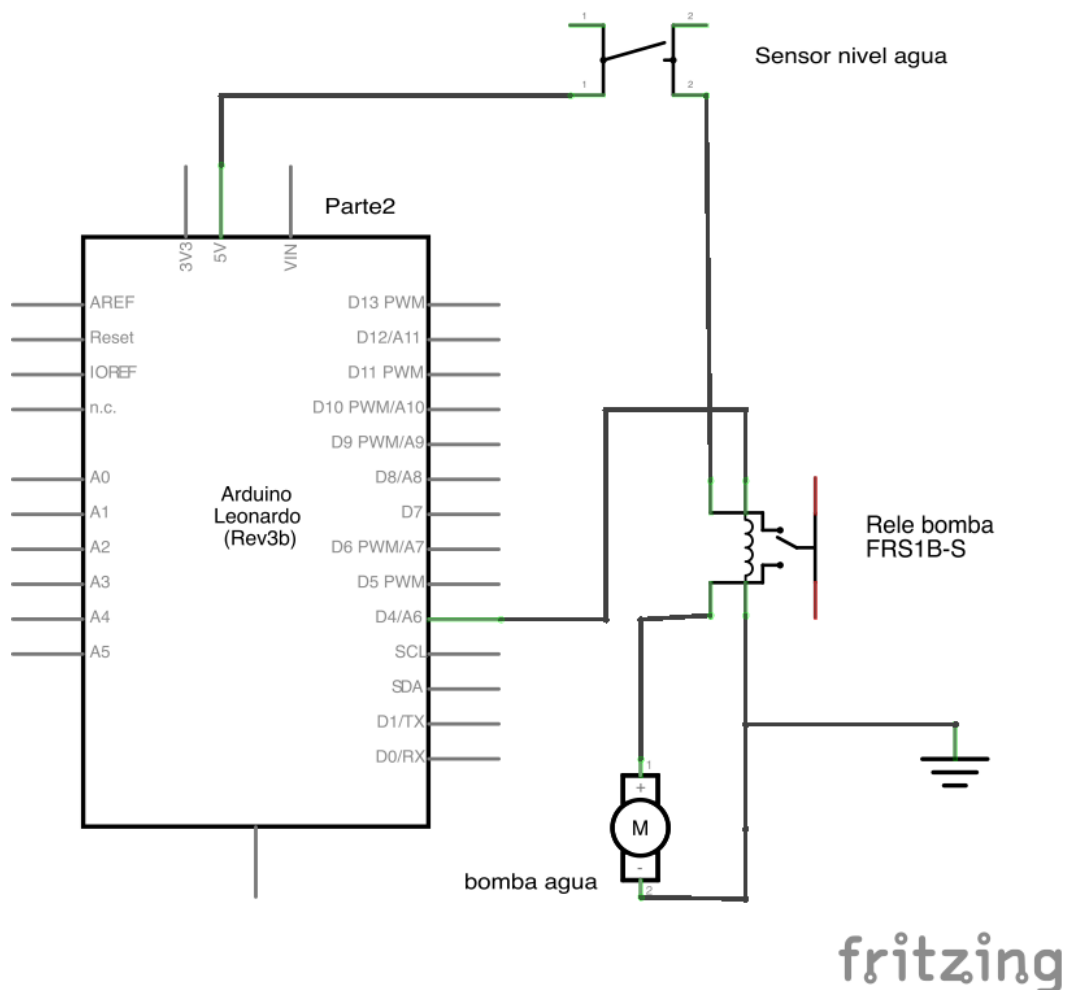 1
2
Sensor nivel agua
1
2
Parte2
3V3
5V
VIN
AREF
D13 PWM
Reset
D12/A11
IOREF
D11 PWM
n.c.
D10 PWM/A10
D9 PWM/A9
A0
D8/A8
A1
D7
A2
D6 PWM/A7
A3
D5 PWM
A4
D4/A6
A5
SCL
SDA
D1/TX
D0/RX
Arduino
Leonardo
(Rev3b)
Rele bomba
FRS1B-S
1
+
M
-
2
bomba agua
fritzing